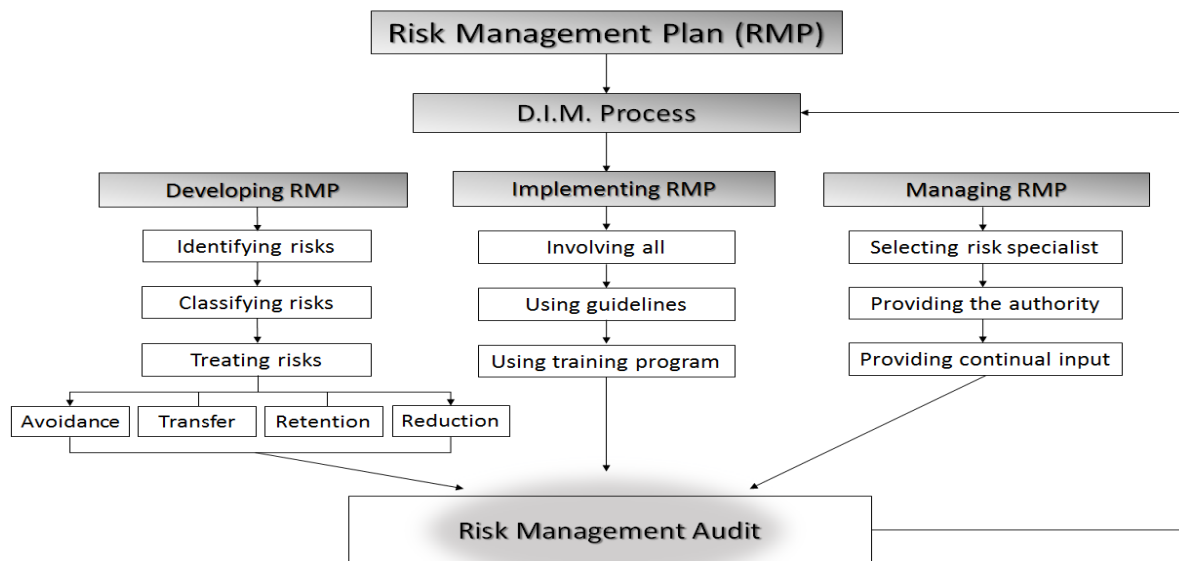 Risk Management Plan (RMP)
D.I.M. Process
Developing RMP
Implementing RMP
Managing RMP
Identifying risks
Involving all
Selecting risk specialist
Classifying risks
Using guidelines
Providing the authority
Treating risks
Using training program
Providing continual input
Avoidance
Transfer
Retention
Reduction
Risk Management Audit